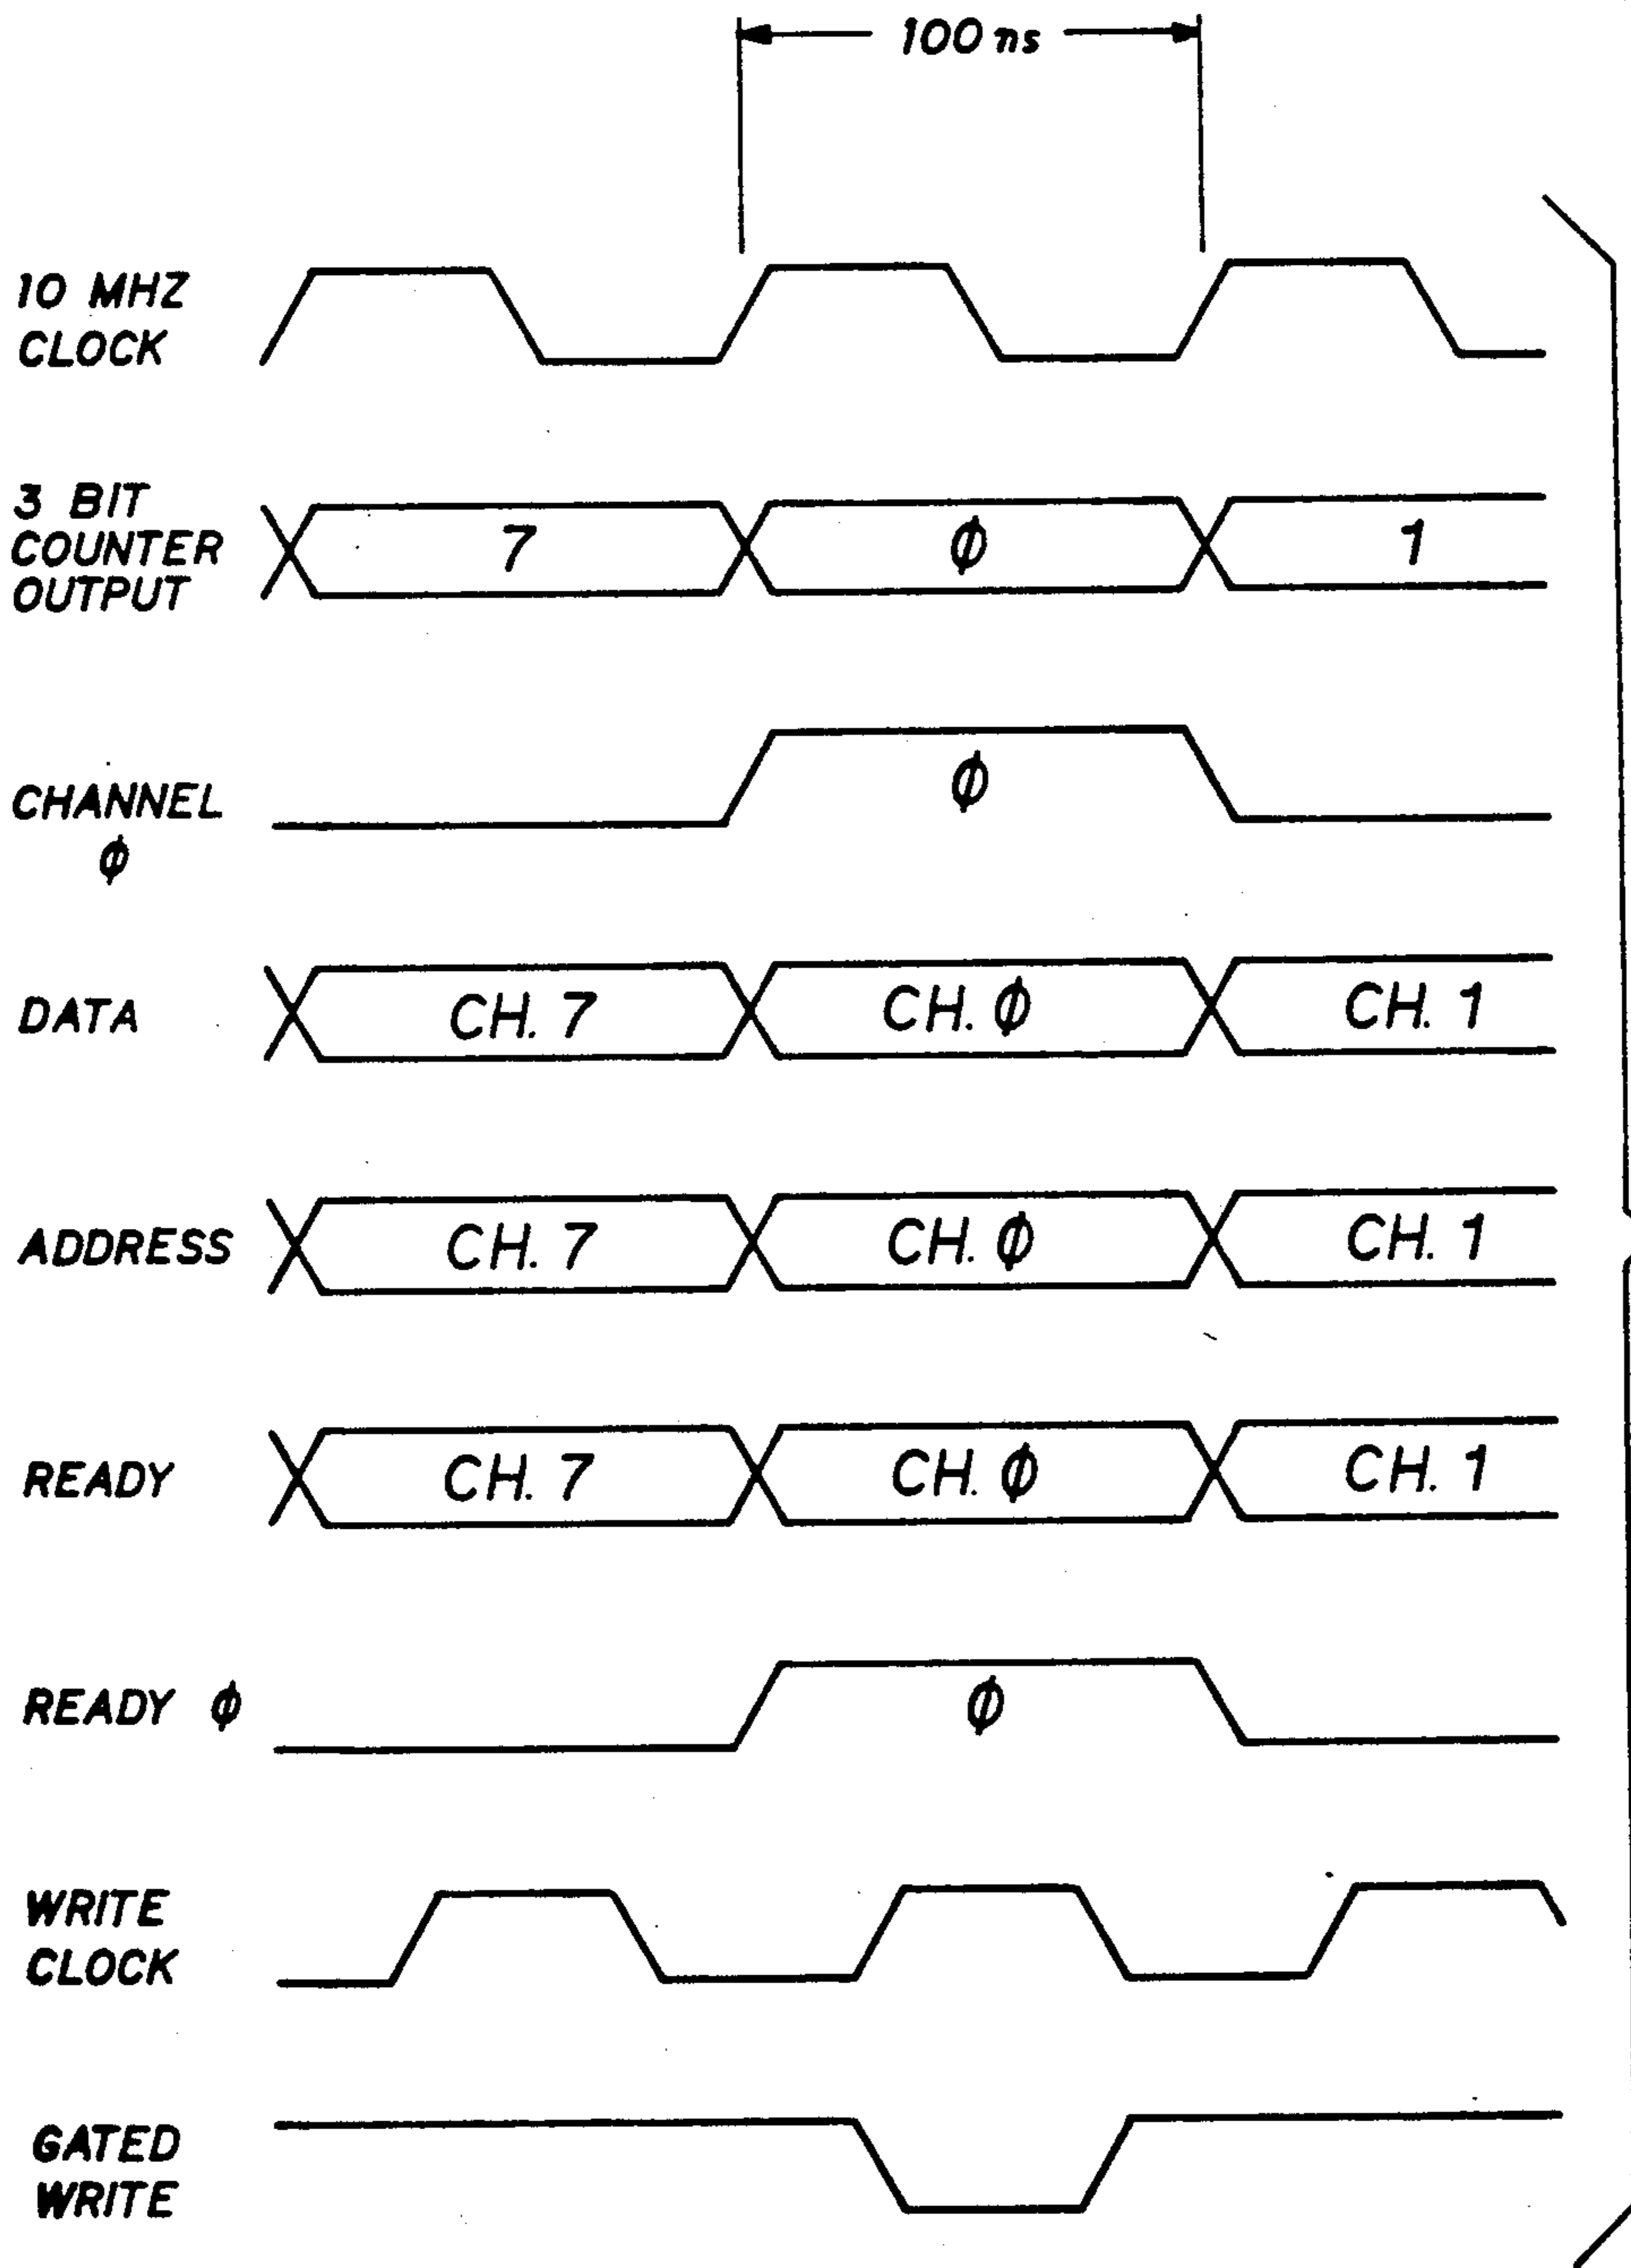 100 ns
10 MHZ
CLOCK
3 BIT
COUNTER
OUTPUT
7
ϕ
1
CHANNEL
ϕ
ϕ
DATA
CH. 7
CH. ϕ
CH. 1
ADDRESS
CH. 7
CH. ϕ
CH. 1
READY
CH. 7
CH. ϕ
CH. 1
READY ϕ
ϕ
WRITE
CLOCK
GATED
WRITE